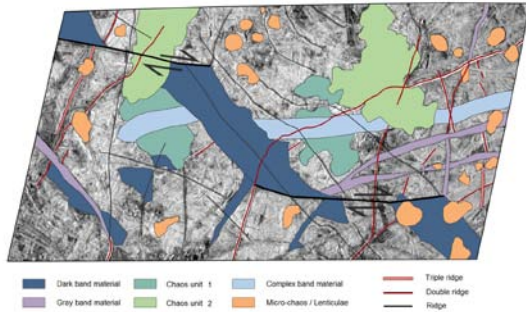 Dark band material Chaos unit 1 Complex band material Triple ridge
Double ridge
Grey band material Chaos unit 2 Micro-chaos / Lenticulae Ridge